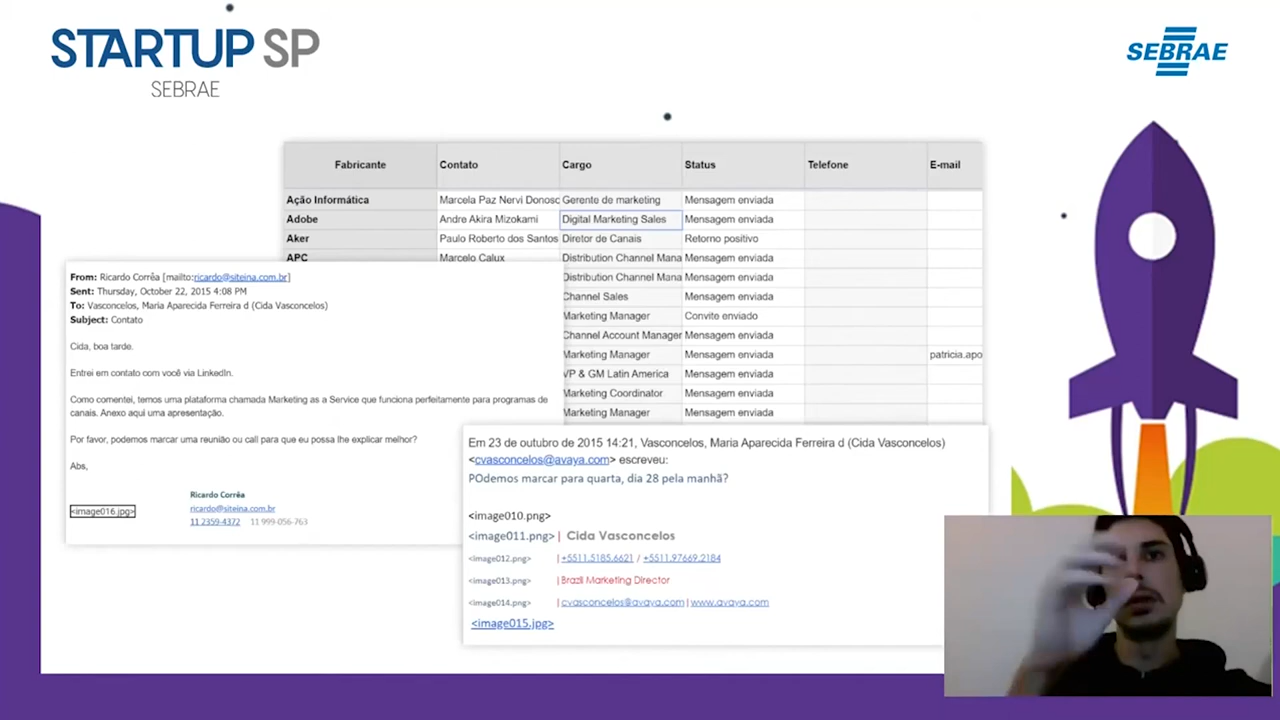 STARTUP SP
SEBRAE
SEBRAE
Fabricante Contato Cargo Status Telefone E-mail
Ação Informática Marcela Paz Nervi Donoso Gerente de marketing Mensagem enviada
Adobe Andre Akira Mizokami Digital Marketing Sales Mensagem enviada
Aker Paulo Roberto dos Santos Diretor de Canais Retorno positivo
APC Marcelo Calux Distribution Channel Mana Mensagem enviada
Distribution Channel Mana Mensagem enviada
Channel Sales Mensagem enviada
Marketing Manager Convite enviado
Channel Account Manager Mensagem enviada
Marketing Manager Mensagem enviada patricia.apo
VP & GM Latin America Mensagem enviada
Marketing Coordinator Mensagem enviada
Marketing Manager Mensagem enviada
From: Ricardo Corrêa [mailto:ricardo@siteina.com.br]
Sent: Thursday, October 22, 2015 4:08 PM
To: Vasconcelos, Maria Aparecida Ferreira d (Cida Vasconcelos)
Subject: Contato
Cida, boa tarde.
Entrei em contato com você via LinkedIn.
Como comentei, temos uma plataforma chamada Marketing as a Service que funciona perfeitamente para programas de
canais. Anexo aqui uma apresentação.
Por favor, podemos marcar uma reunião ou call para que eu possa lhe explicar melhor?
Abs,
Ricardo Corrêa
<image016.jpg> ricardo@siteina.com.br
11 2359-4372 11 999-056-763
Em 23 de outubro de 2015 14:21, Vasconcelos, Maria Aparecida Ferreira d (Cida Vasconcelos)
<cvasconcelos@avaya.com> escreveu:
POdemos marcar para quarta, dia 28 pela manhã?
<image010.png>
<image011.png> | Cida Vasconcelos
<image012.png> | +5511.5185.6621 / +5511.97669.2184
<image013.png> | Brazil Marketing Director
<image014.png> | cvasconcelos@avaya.com | www.avaya.com
<image015.jpg>